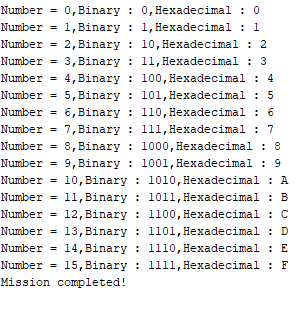 Number = 0,Binary : 0,Hexadecimal : 0
Number = 1,Binary : 1,Hexadecimal : 1
Number = 2,Binary : 10,Hexadecimal : 2
Number = 3,Binary : 11,Hexadecimal : 3
Number = 4,Binary : 100,Hexadecimal : 4
Number = 5,Binary : 101,Hexadecimal : 5
Number = 6,Binary : 110,Hexadecimal : 6
Number = 7,Binary : 111,Hexadecimal : 7
Number = 8,Binary : 1000,Hexadecimal : 8
Number = 9,Binary : 1001,Hexadecimal : 9
Number = 10,Binary : 1010,Hexadecimal : A
Number = 11,Binary : 1011,Hexadecimal : B
Number = 12,Binary : 1100,Hexadecimal : C
Number = 13,Binary : 1101,Hexadecimal : D
Number = 14,Binary : 1110,Hexadecimal : E
Number = 15,Binary : 1111,Hexadecimal : F
Mission completed!